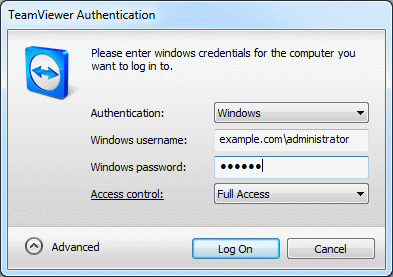 TeamViewer Authentication
Please enter windows credentials for the computer you
want to log in to.
Authentication: Windows
Windows username: example.com\administrator
Windows password: ●●●●●●
Access control: Full Access
Advanced Log On Cancel